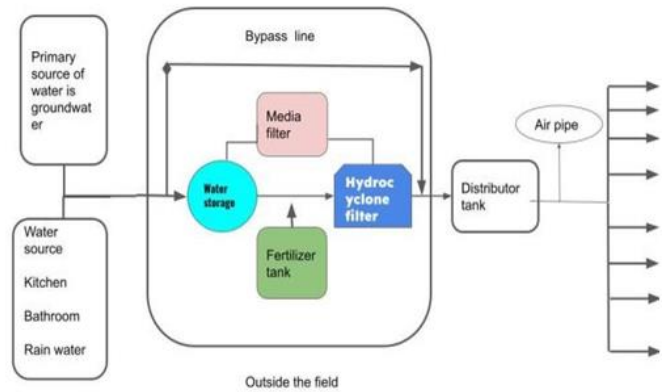 Primary
source of
water is
groundwat
er
Bypass line
Media
filter
Air pipe
Water
storage
Hydroc
yclone
filter
Distributor
tank
Water
source
Kitchen
Bathroom
Rain water
Fertilizer
tank
Outside the field